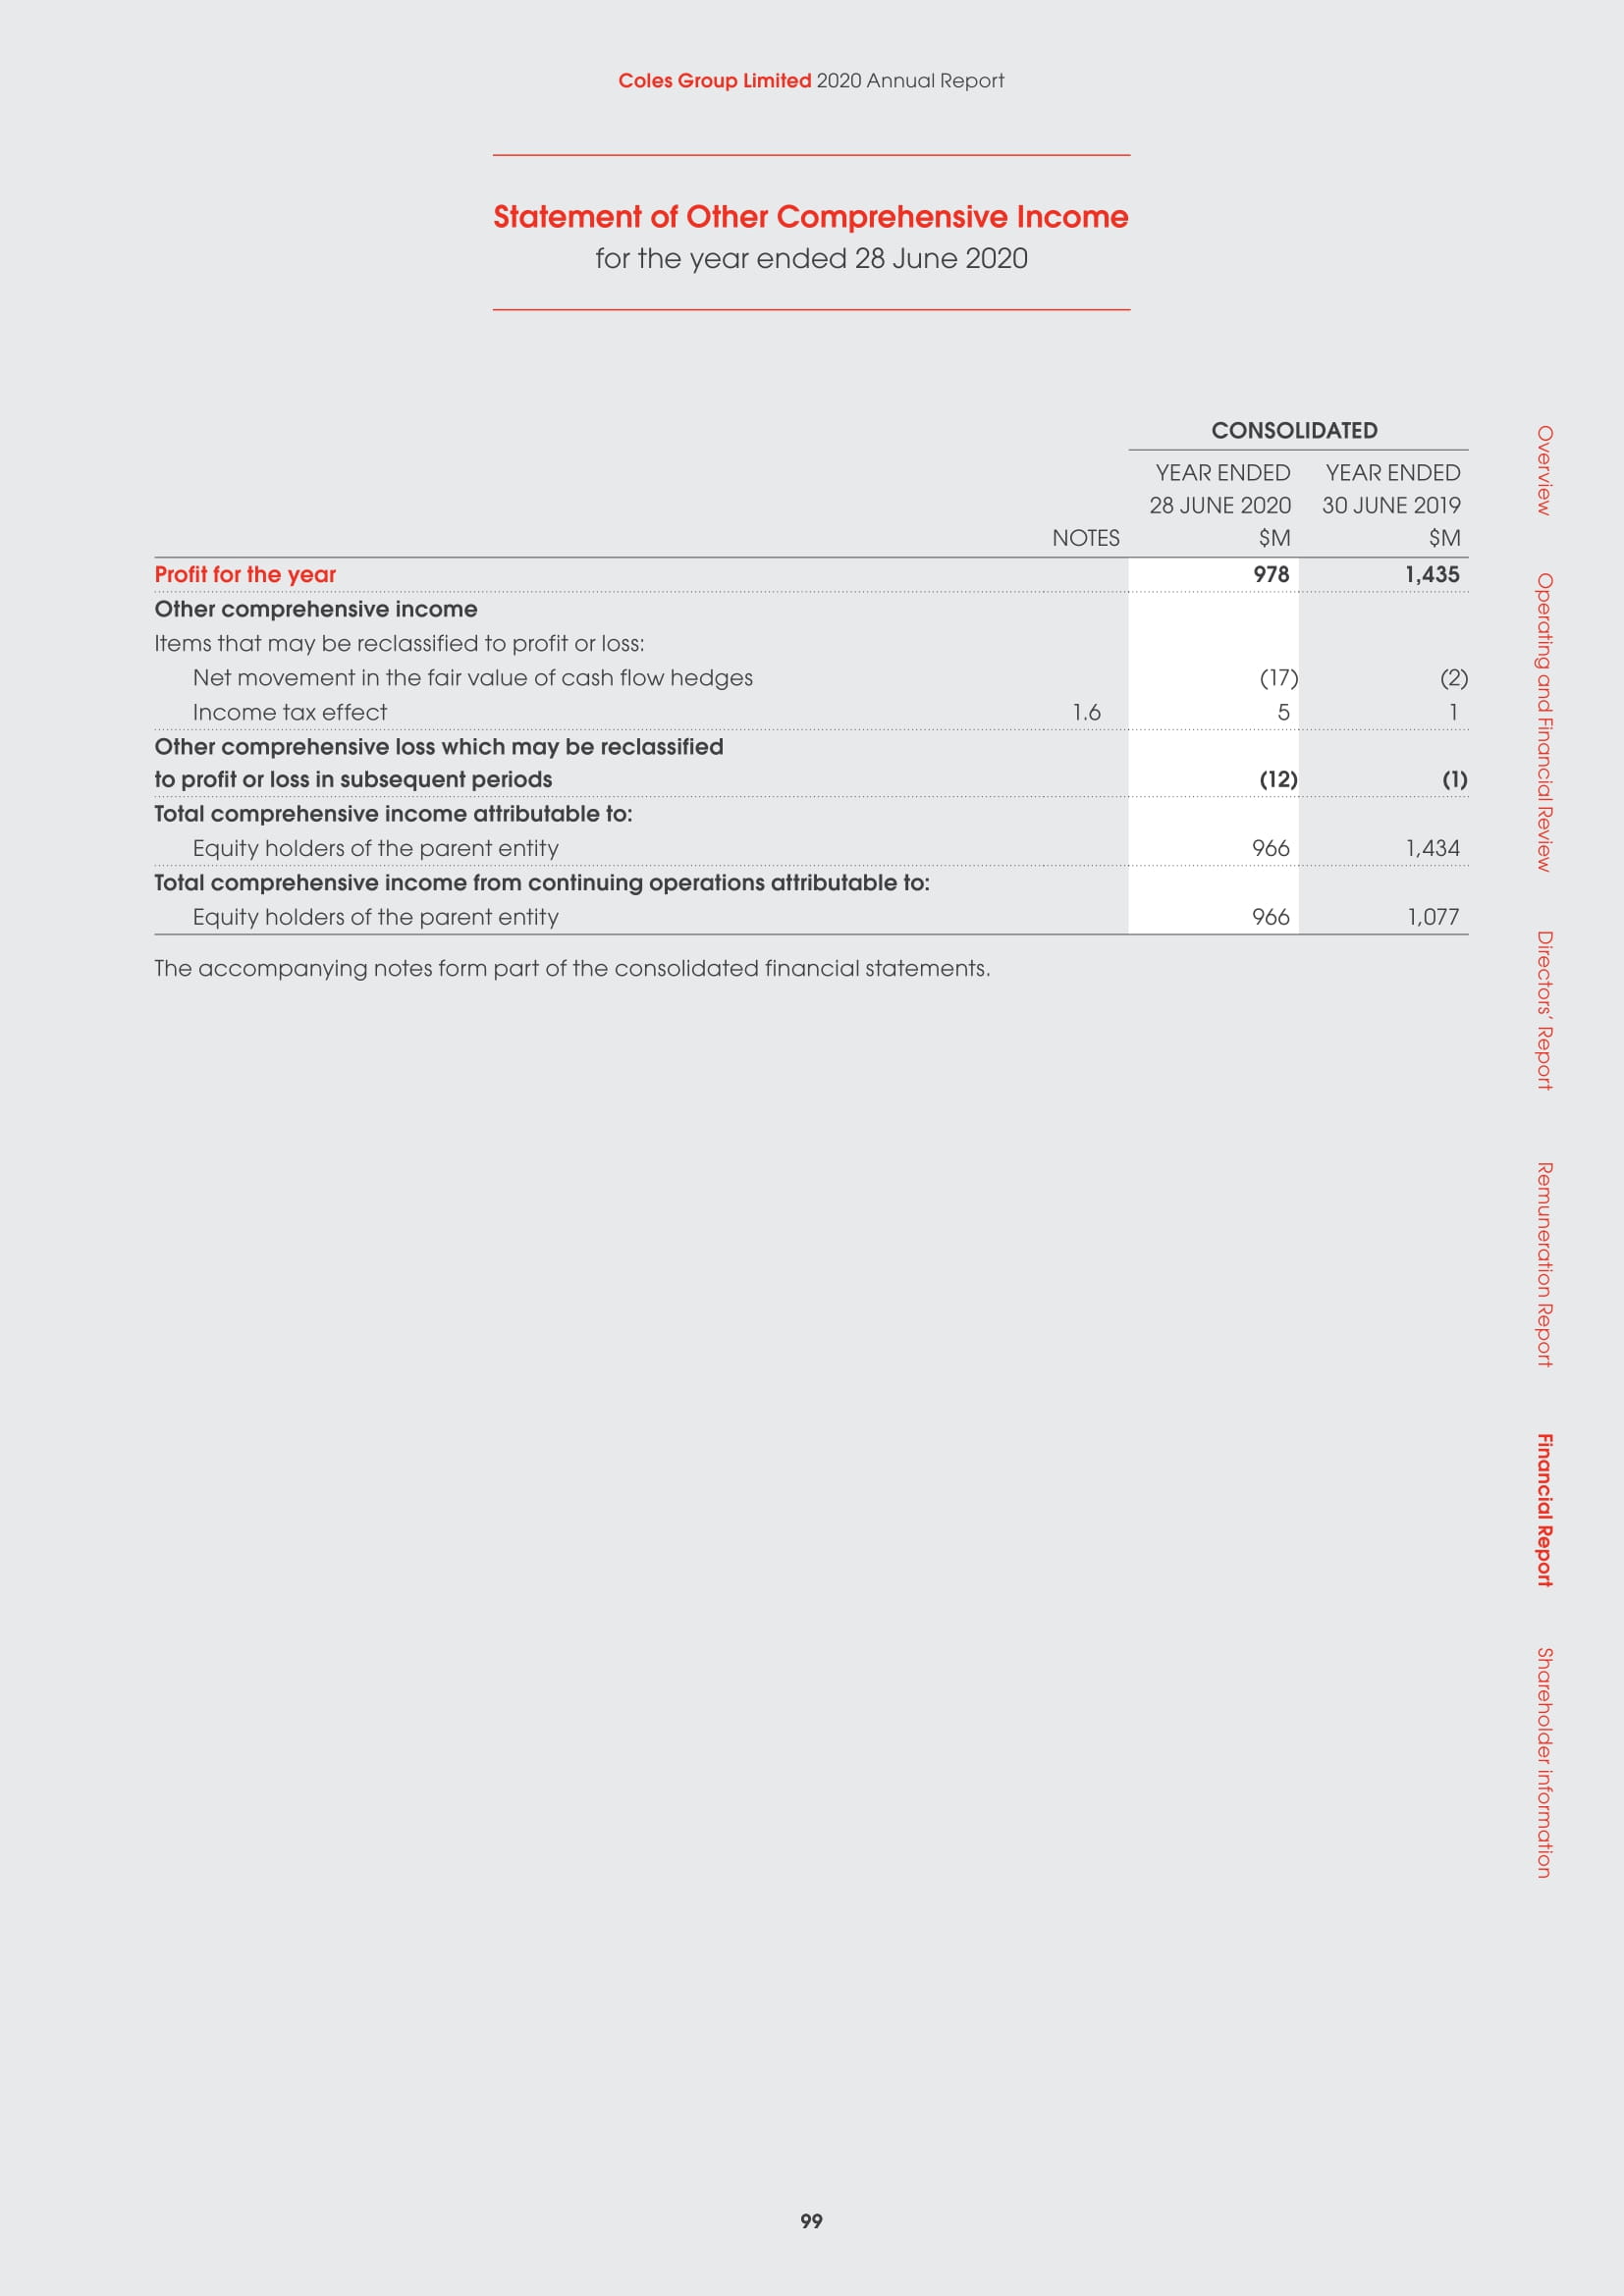 Coles Group Limited 2020 Annual Report
Statement of Other Comprehensive Income
for the year ended 28 June 2020
CONSOLIDATED
YEAR ENDED YEAR ENDED
28 JUNE 2020 30 JUNE 2019
NOTES $M $M
Profit for the year 978 1,435
Other comprehensive income
Items that may be reclassified to profit or loss:
Net movement in the fair value of cash flow hedges (17) (2)
Income tax effect 1.6 5 1
Other comprehensive loss which may be reclassified
to profit or loss in subsequent periods (12) (1)
Total comprehensive income attributable to:
Equity holders of the parent entity 966 1,434
Total comprehensive income from continuing operations attributable to:
Equity holders of the parent entity 966 1,077
The accompanying notes form part of the consolidated financial statements.
Overview
Operating and Financial Review
Directors’ Report
Remuneration Report
Financial Report
Shareholder information
99